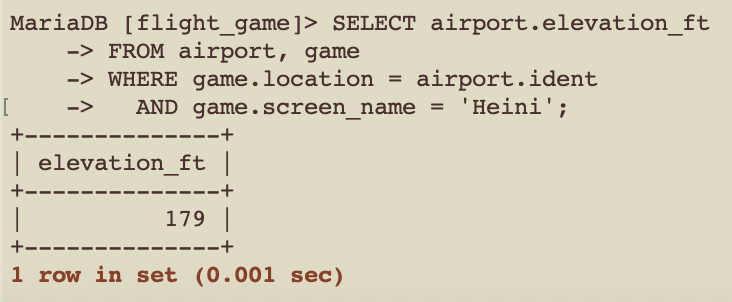 MariaDB [flight_game]> SELECT airport.elevation_ft
    -> FROM airport, game
    -> WHERE game.location = airport.ident
[    ->   AND game.screen_name = 'Heini';
+--------------+
| elevation_ft |
+--------------+
|          179 |
+--------------+
1 row in set (0.001 sec)